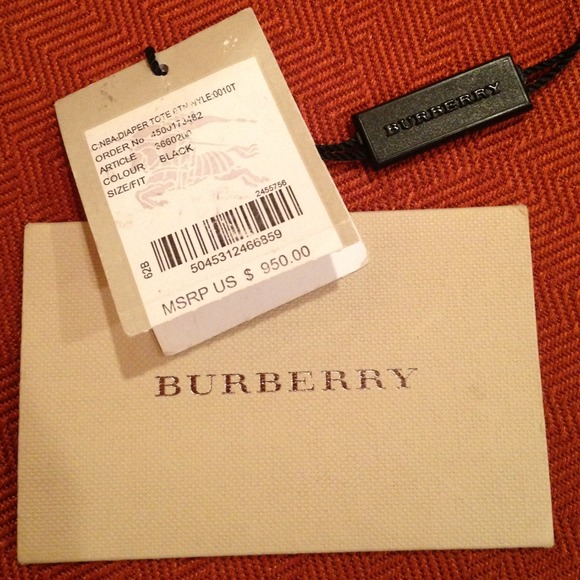 C:NBA:DIAPER TOTE :0010T
ORDER No
ARTICLE
COLOUR BLACK
SIZE/FIT
2455756
62B
5045312466859
MSRP US $ 950.00
BURBERRY
BURBERRY